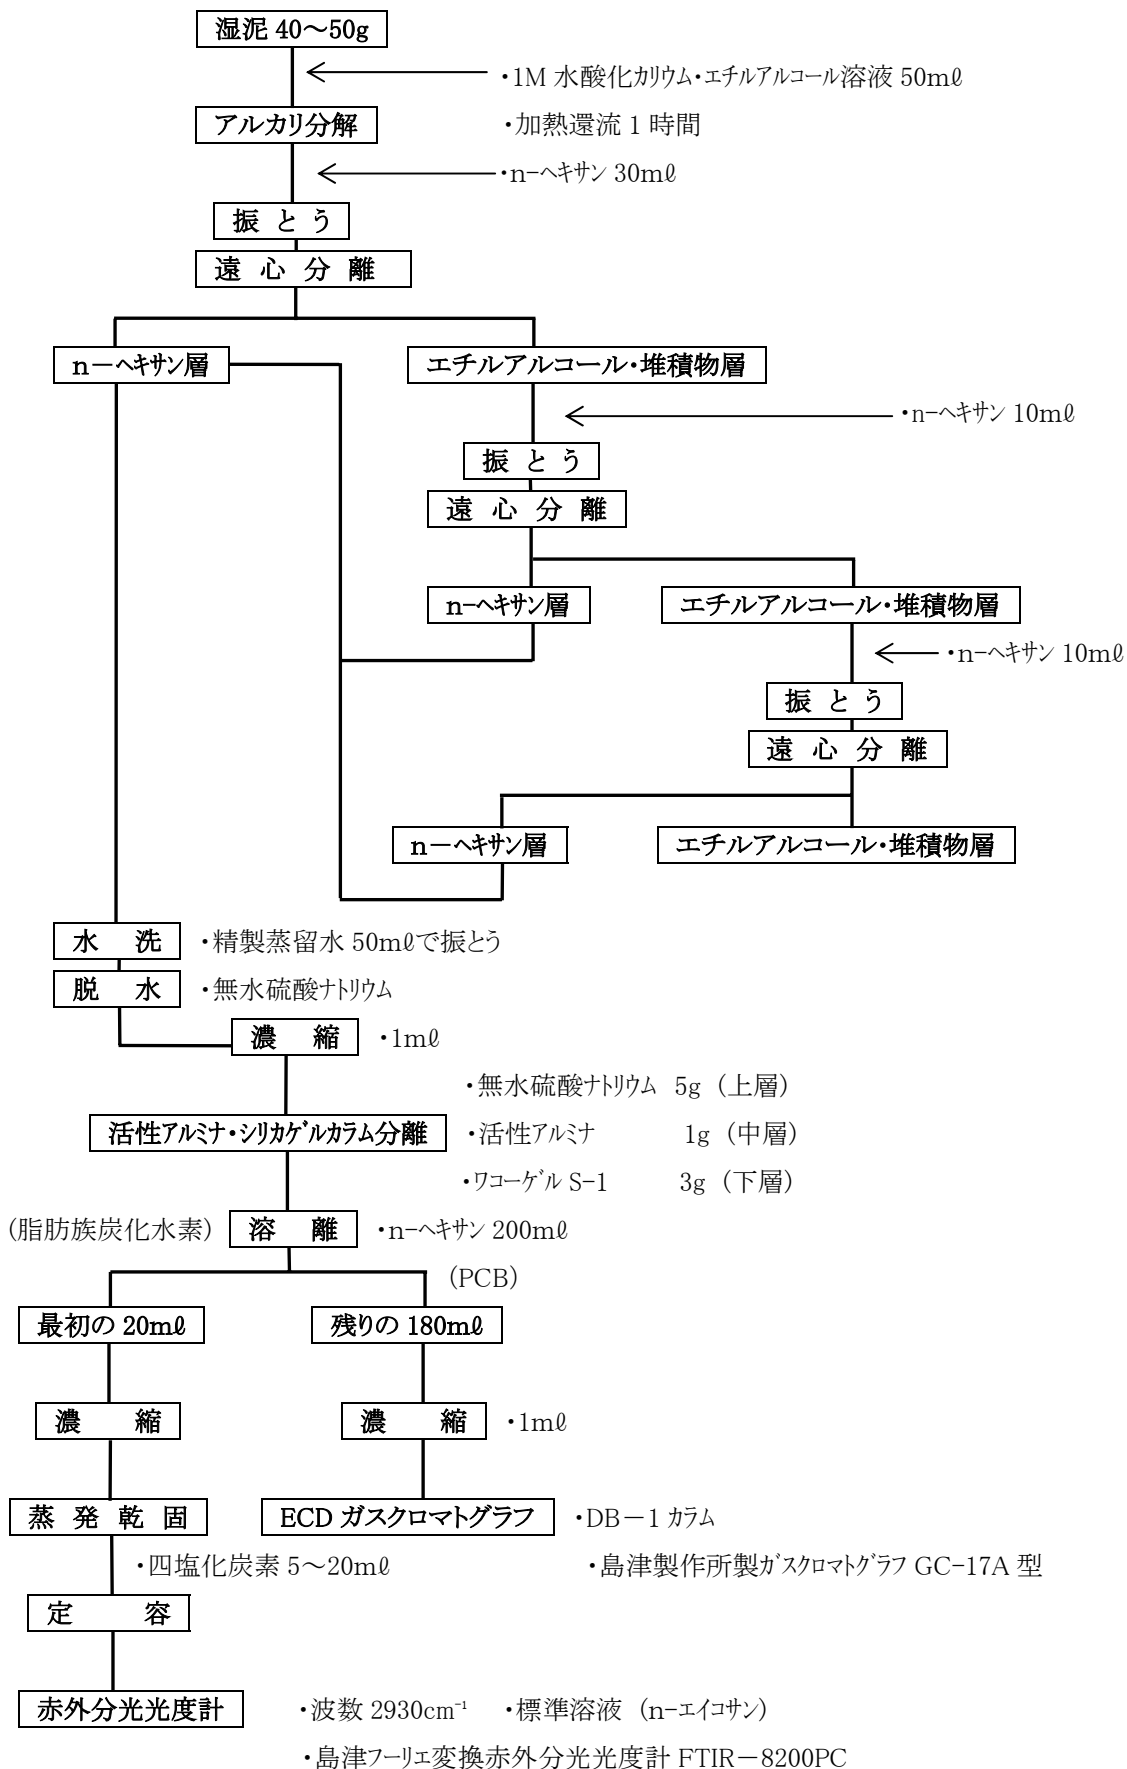 湿泥 40～50g
・1M 水酸化カリウム・エチルアルコール溶液 50mℓ
アルカリ分解 ・加熱還流 1 時間
・n-ヘキサン 30mℓ
振 と う
遠 心 分 離
n－ヘキサン層 エチルアルコール・堆積物層
・n-ヘキサン 10mℓ
振 と う
遠 心 分 離
n-ヘキサン層 エチルアルコール・堆積物層
・n-ヘキサン 10mℓ
振 と う
遠 心 分 離
n－ヘキサン層 エチルアルコール・堆積物層
水 洗 ・精製蒸留水 50mℓで振とう
脱 水 ・無水硫酸ナトリウム
濃 縮 ・1mℓ
・無水硫酸ナトリウム 5g（上層）
活性アルミナ・シリカゲルカラム分離 ・活性アルミナ 1g（中層）
・ワコーゲル S-1 3g（下層）
(脂肪族炭化水素) 溶 離 ・n-ヘキサン 200mℓ
（PCB）
最初の 20mℓ 残りの 180mℓ
濃 縮 濃 縮 ・1mℓ
蒸 発 乾 固 ECD ガスクロマトグラフ ・DB－1 カラム
・四塩化炭素 5～20mℓ ・島津製作所製ガスクロマトグラフ GC-17A 型
定 容
赤外分光光度計 ・波数 2930cm⁻¹ ・標準溶液（n-エイコサン）
・島津フーリエ変換赤外分光光度計 FTIR－8200PC